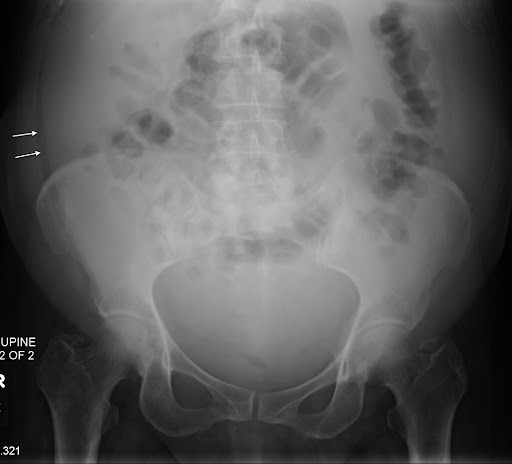 UPINE
2 OF 2
R
.321